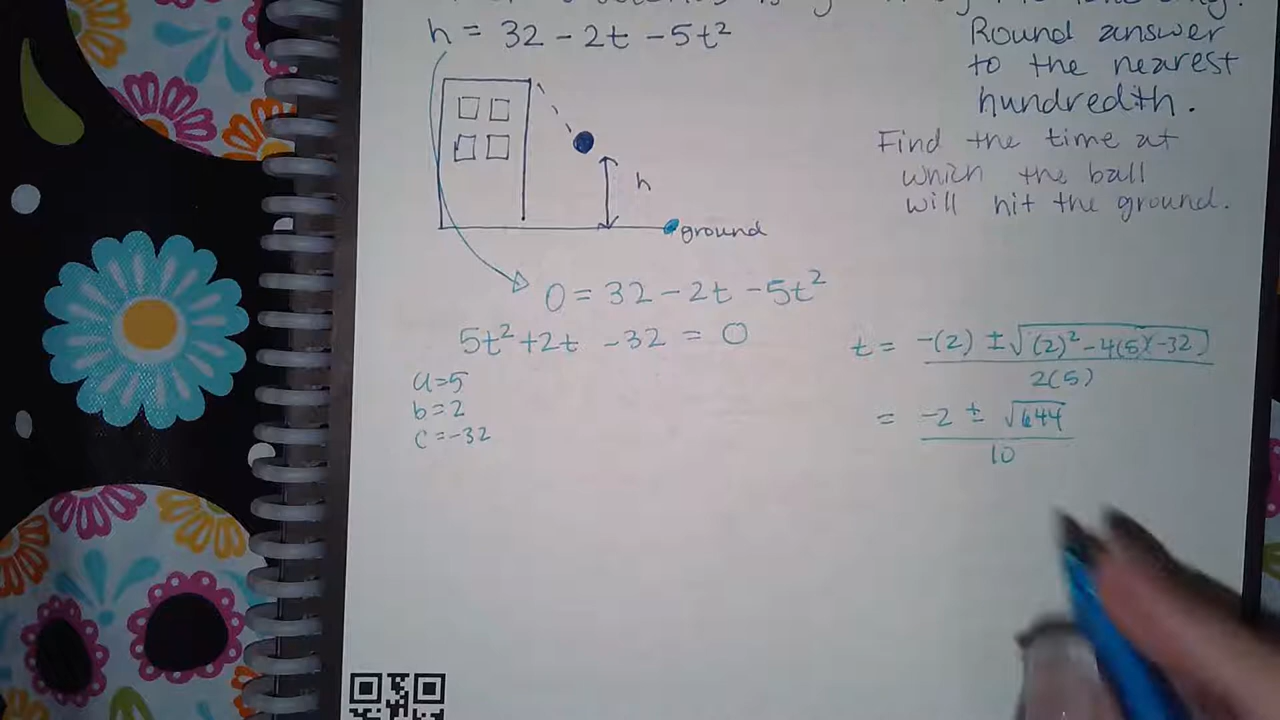 h = 32 - 2t - 5t²
Round answer
to the nearest
hundredth.
Find the time at
which the ball
will hit the ground.
h
ground
0 = 32 - 2t - 5t²
5t² + 2t - 32 = 0
a = 5
b = 2
c = -32
t = -(2) ± √(2)² - 4(5)(-32)
2(5)
= -2 ± √644
10